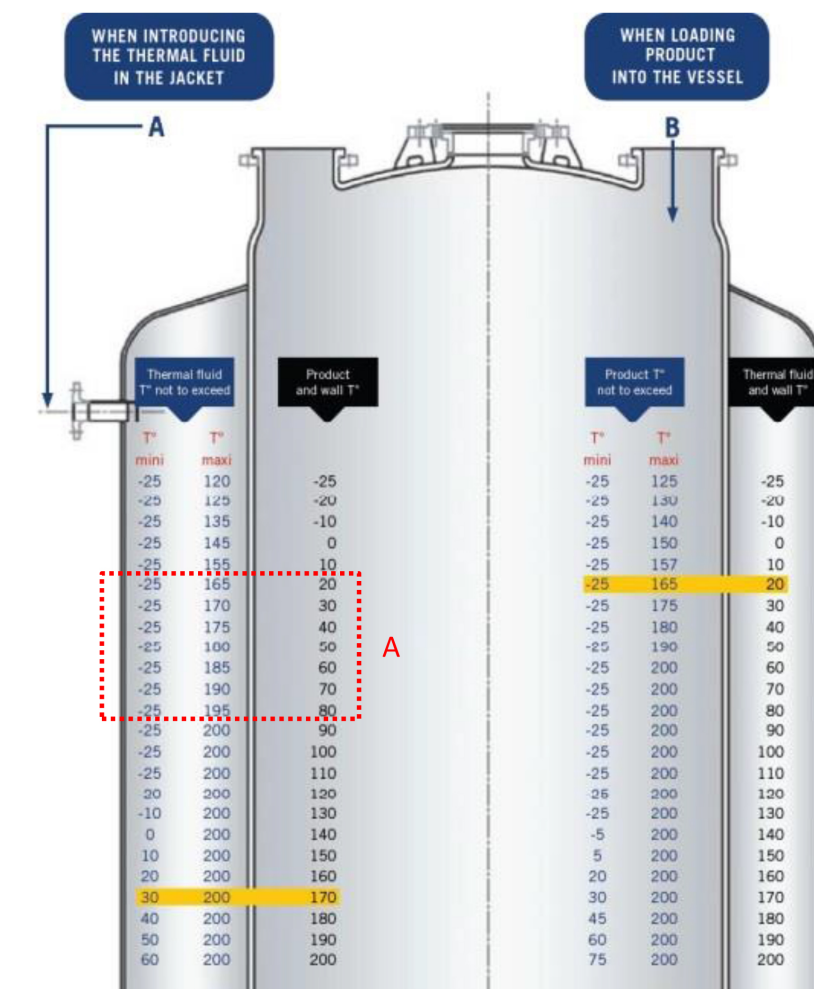 WHEN INTRODUCING
THE THERMAL FLUID
IN THE JACKET
WHEN LOADING
PRODUCT
INTO THE VESSEL
A
B
Thermal fluid
T° not to exceed
Product
and wall T°
Product T°
not to exceed
Thermal fluid
and wall T°
T° T° T° T°
mini maxi mini maxi
-25 120 -25 -25 125 -25
-25 125 -20 -25 130 -20
-25 135 -10 -25 140 -10
-25 145 0 -25 150 0
-25 155 10 -25 157 10
-25 165 20 -25 165 20
-25 170 30 -25 175 30
-25 175 40 -25 180 40
A
-25 180 50 -25 190 50
-25 185 60 -25 200 60
-25 190 70 -25 200 70
-25 195 80 -25 200 80
-25 200 90 -25 200 90
-25 200 100 -25 200 100
-25 200 110 -25 200 110
20 200 120 -25 200 120
-10 200 130 -25 200 130
0 200 140 -5 200 140
10 200 150 5 200 150
20 200 160 20 200 160
30 200 170 30 200 170
40 200 180 45 200 180
50 200 190 60 200 190
60 200 200 75 200 200